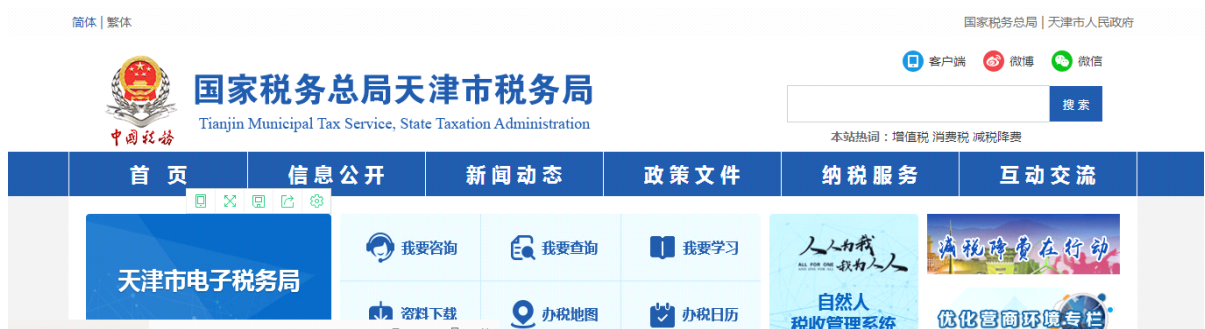 简体 | 繁体
国家税务总局 | 天津市人民政府
客户端 微博 微信
国家税务总局天津市税务局
Tianjin Municipal Tax Service, State Taxation Administration
中国税务
搜 索
本站热词：增值税 消费税 减税降费
首 页 信息公开 新闻动态 政策文件 纳税服务 互动交流
天津市电子税务局
我要咨询 我要查询 我要学习
资料下载 办税地图 办税日历
人人为我
ALL FOR ONE
我为人人
自然人
税收管理系统
减税降费在行动
优化营商环境专栏